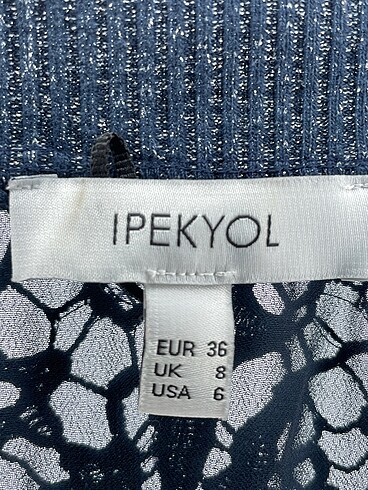 IPEKYOL
EUR 36
UK 8
USA 6